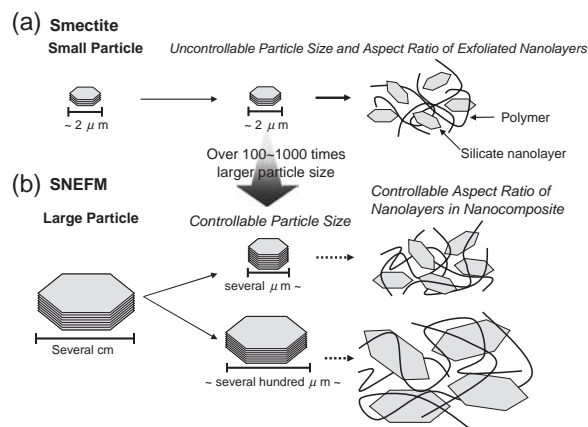 (a) Smectite
Small Particle
Uncontrollable Particle Size and Aspect Ratio of Exfoliated Nanolayers
~ 2 μm
~ 2 μm
Polymer
Silicate nanolayer
Over 100~1000 times
larger particle size
(b) SNEFM
Large Particle
Controllable Particle Size
Controllable Aspect Ratio of
Nanolayers in Nanocomposite
several μm ~
Several cm
~ several hundred μm ~